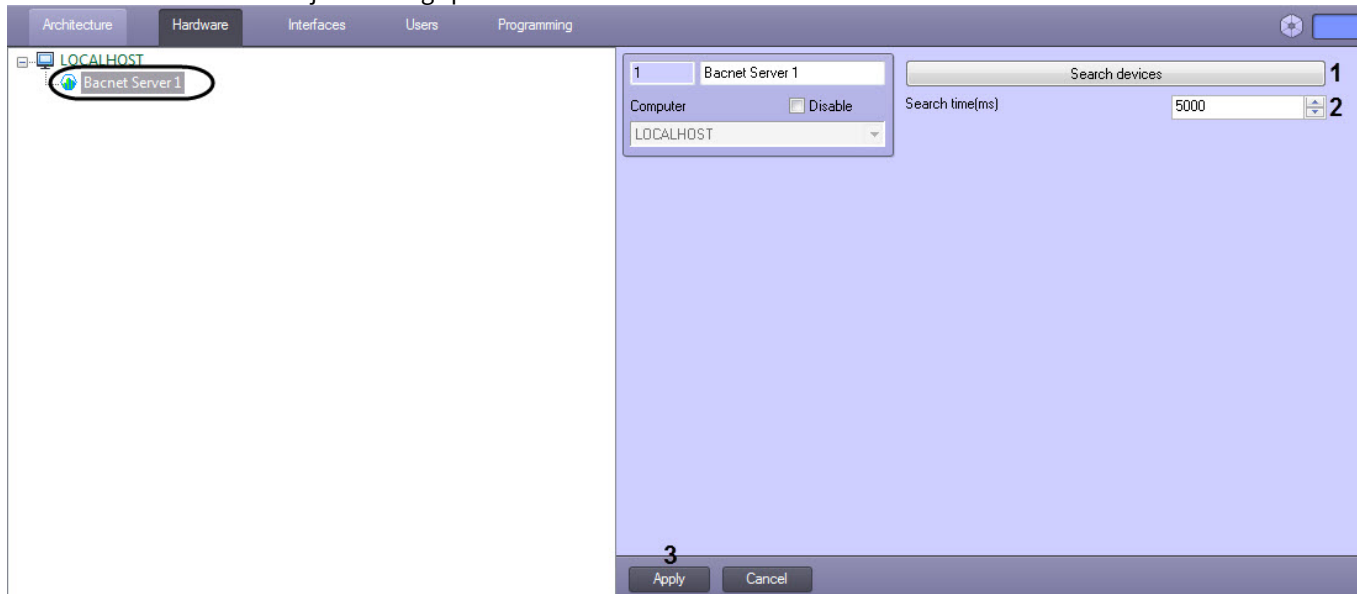 Architecture Hardware Interfaces Users Programming
LOCALHOST
Bacnet Server 1
1 Bacnet Server 1
Computer Disable
LOCALHOST
Search devices 1
Search time(ms) 5000 2
3
Apply Cancel